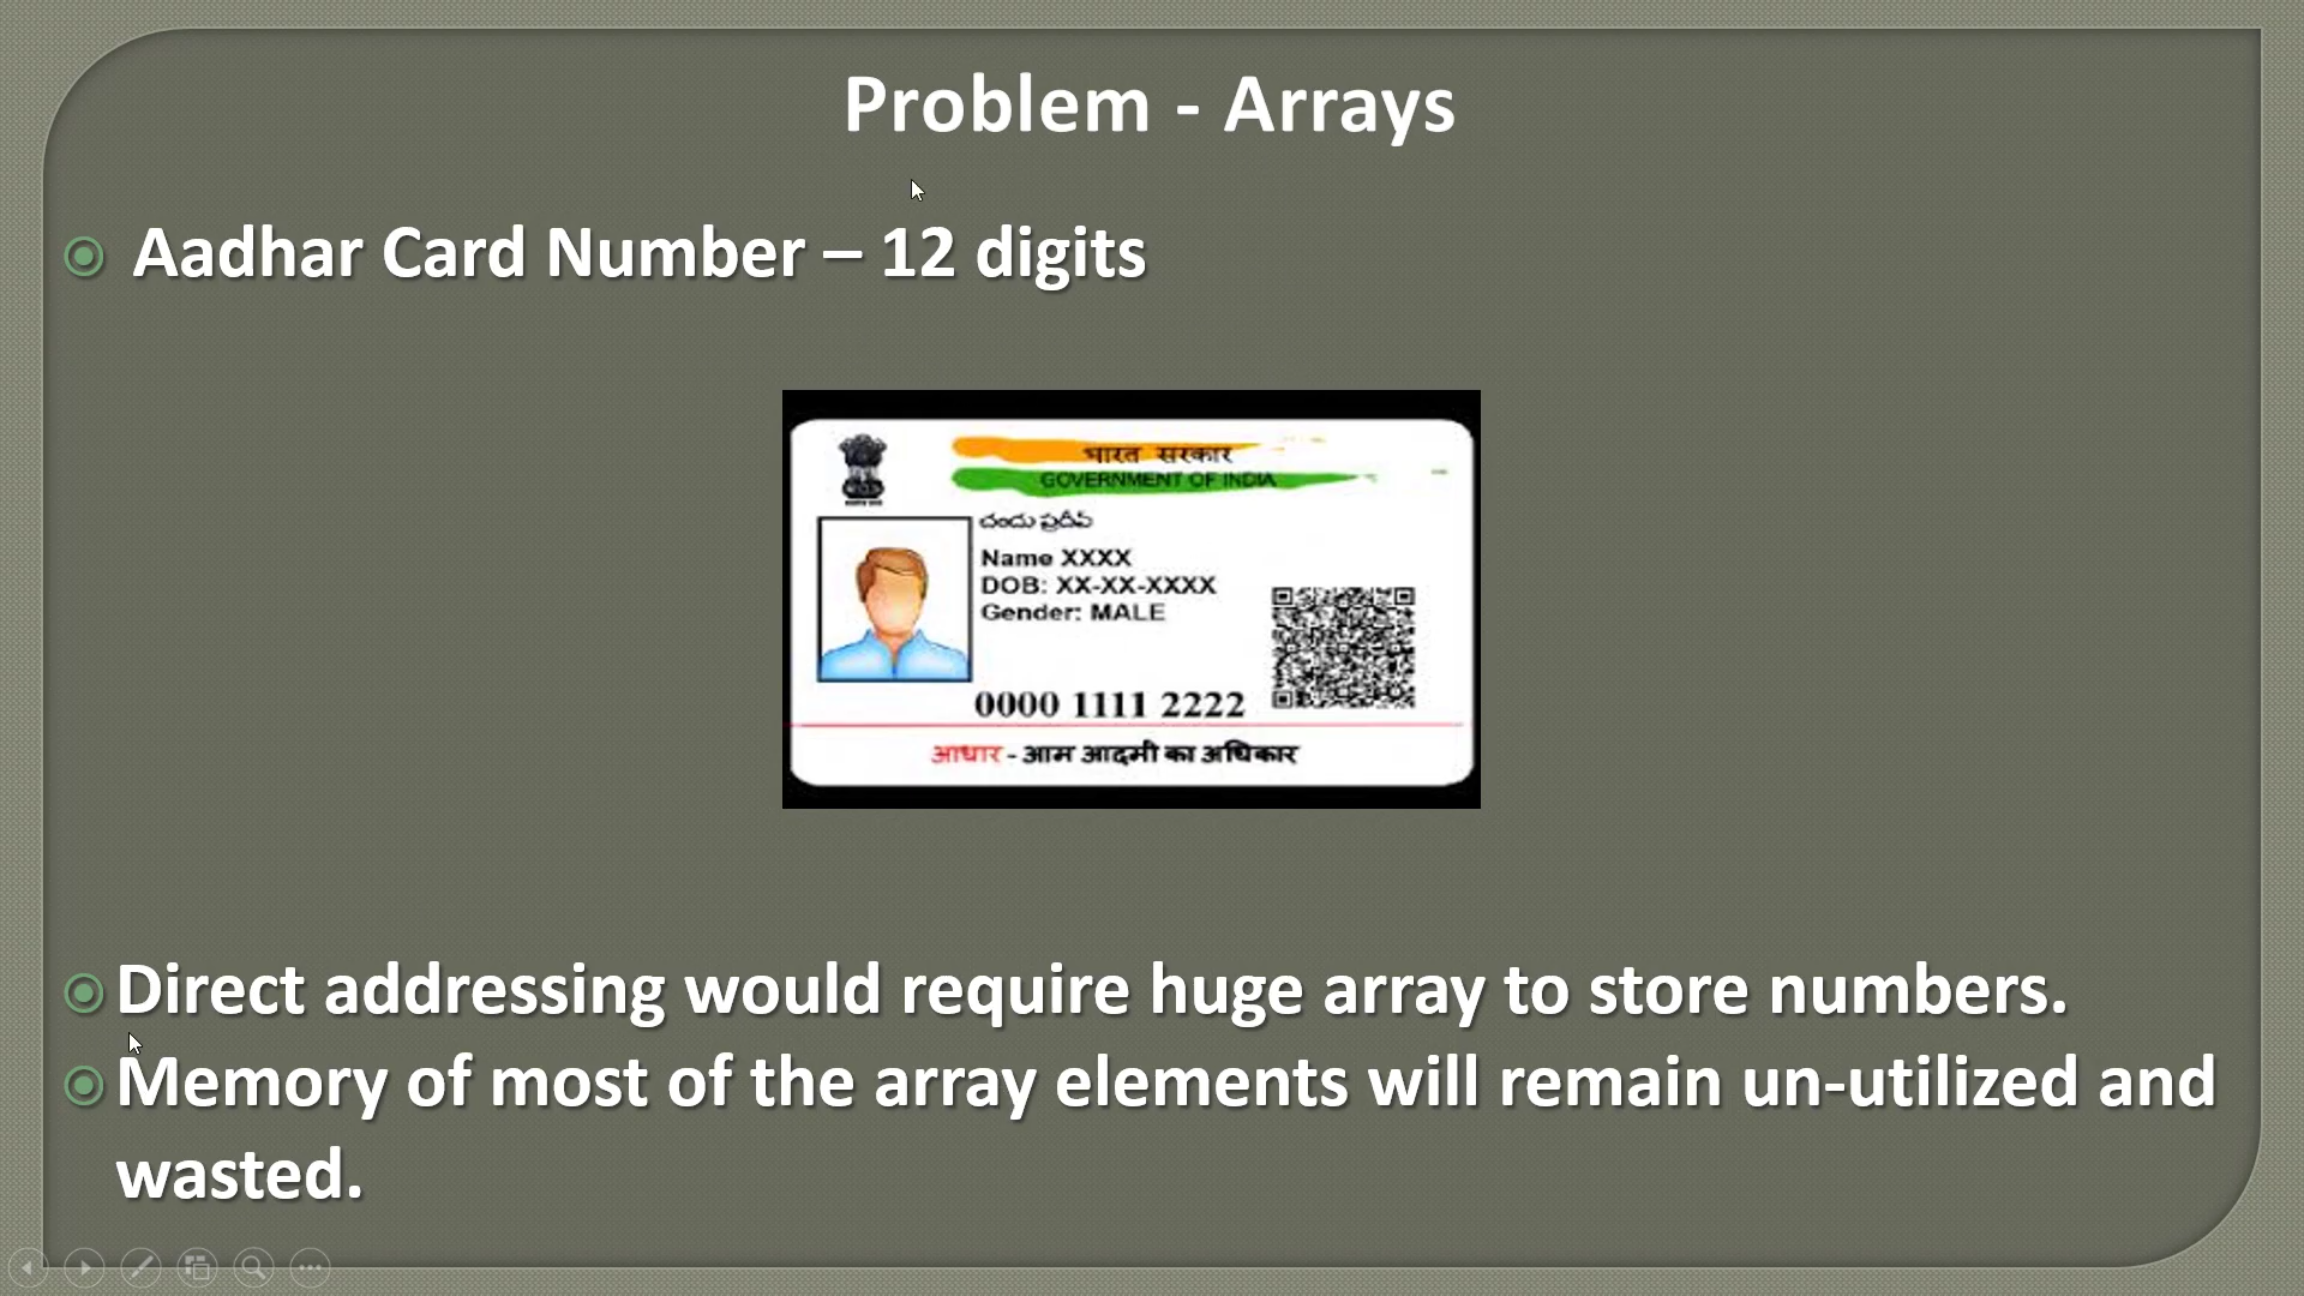 Problem - Arrays
Aadhar Card Number – 12 digits
भारत सरकार
GOVERNMENT OF INDIA
చందు ప్రదీప్
Name XXXX
DOB: XX-XX-XXXX
Gender: MALE
0000 1111 2222
आधार - आम आदमी का अधिकार
Direct addressing would require huge array to store numbers.
Memory of most of the array elements will remain un-utilized and
wasted.